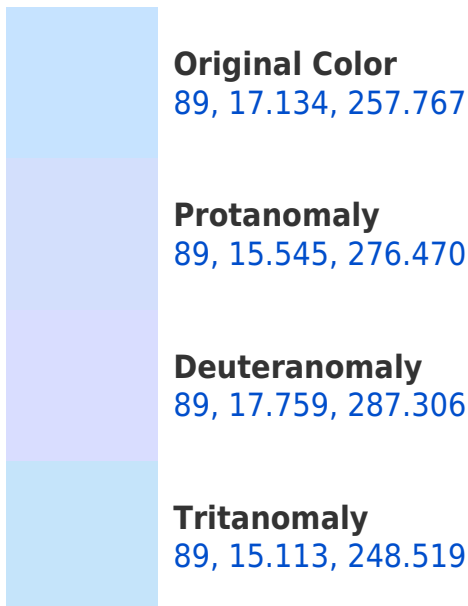 Original Color
89, 17.134, 257.767
Protanomaly
89, 15.545, 276.470
Deuteranomaly
89, 17.759, 287.306
Tritanomaly
89, 15.113, 248.519